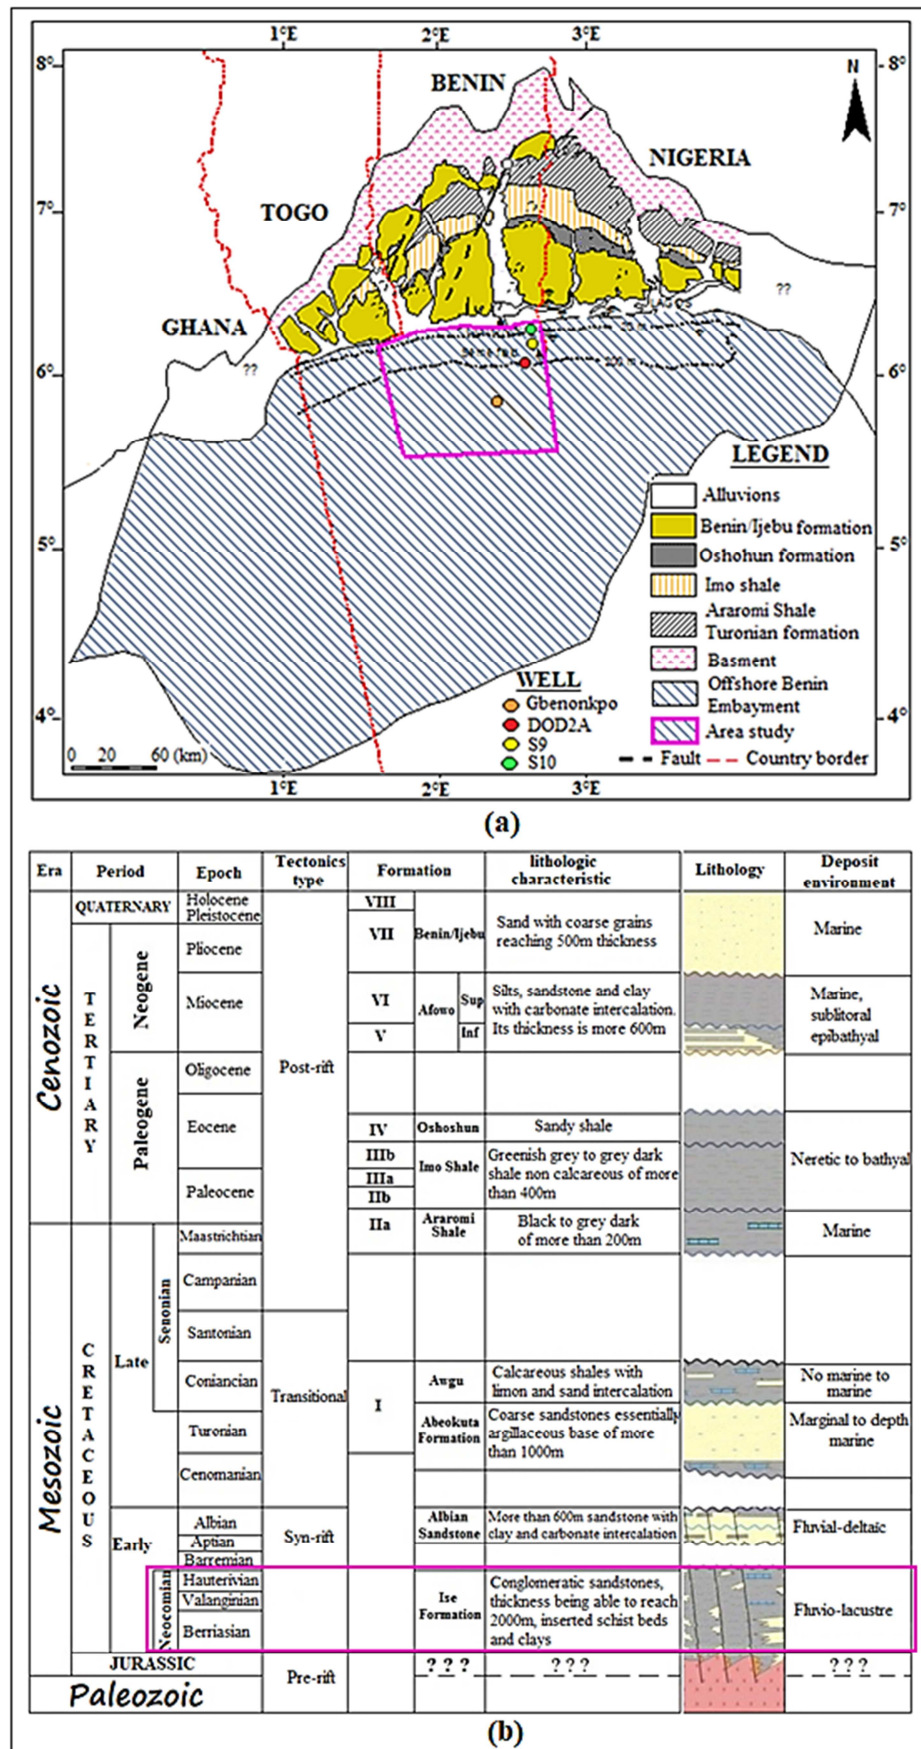 1°E 2°E 3°E
8° 8°
BENIN
N
NIGERIA
7° 7°
TOGO
??
LAGOS
GHANA
20 m
??
Seme field
200 m
6° 6°
LEGEND
Alluvions
Benin/Ijebu formation
5° 5°
Oshohun formation
Imo shale
Araromi Shale
Turonian formation
Basment
WELL
Offshore Benin
Embayment
Gbenonkpo
4° 4°
DOD2A
Area study
S9
0 20 60 (km)
S10
Fault Country border
1°E 2°E 3°E
(a)
Era Period Epoch Tectonics type Formation lithologic characteristic Lithology Deposit environment
Cenozoic
QUATERNARY
Holocene
Pleistocene
VIII
VII
Benin/Ijebu
Sand with coarse grains
reaching 500m thickness
Marine
TERTIARY
Neogene
Pliocene
Miocene
VI
V
Afowo
Sup
Inf
Silts, sandstone and clay
with carbonate intercalation.
Its thickness is more 600m
Marine,
sublitoral
epibathyal
Post-rift
Paleogene
Oligocene
Eocene
IV
Oshoshun
Sandy shale
IIIb
IIIa
IIb
Imo Shale
Greenish grey to grey dark
shale non calcareous of more
than 400m
Neretic to bathyal
Paleocene
Mesozoic
CRETACEOUS
Late
Senonian
Maastrichtian
IIa
Araromi
Shale
Black to grey dark
of more than 200m
Marine
Campanian
Santonian
Transitional
Coniancian
I
Augu
Calcareous shales with
limon and sand intercalation
No marine to
marine
Turonian
Abeokuta
Formation
Coarse sandstones essentially
argillaceous base of more
than 1000m
Marginal to depth
marine
Cenomanian
Early
Albian
Aptian
Barremian
Syn-rift
Albian
Sandstone
More than 600m sandstone with
clay and carbonate intercalation
Fluvial-deltaic
Neocomian
Hauterivian
Valanginian
Berriasian
Ise
Formation
Conglomeratic sandstones,
thickness being able to reach
2000m, inserted schist beds
and clays
Fluvio-lacustre
JURASSIC
Pre-rift
? ? ?
? ? ?
? ? ?
Paleozoic
(b)